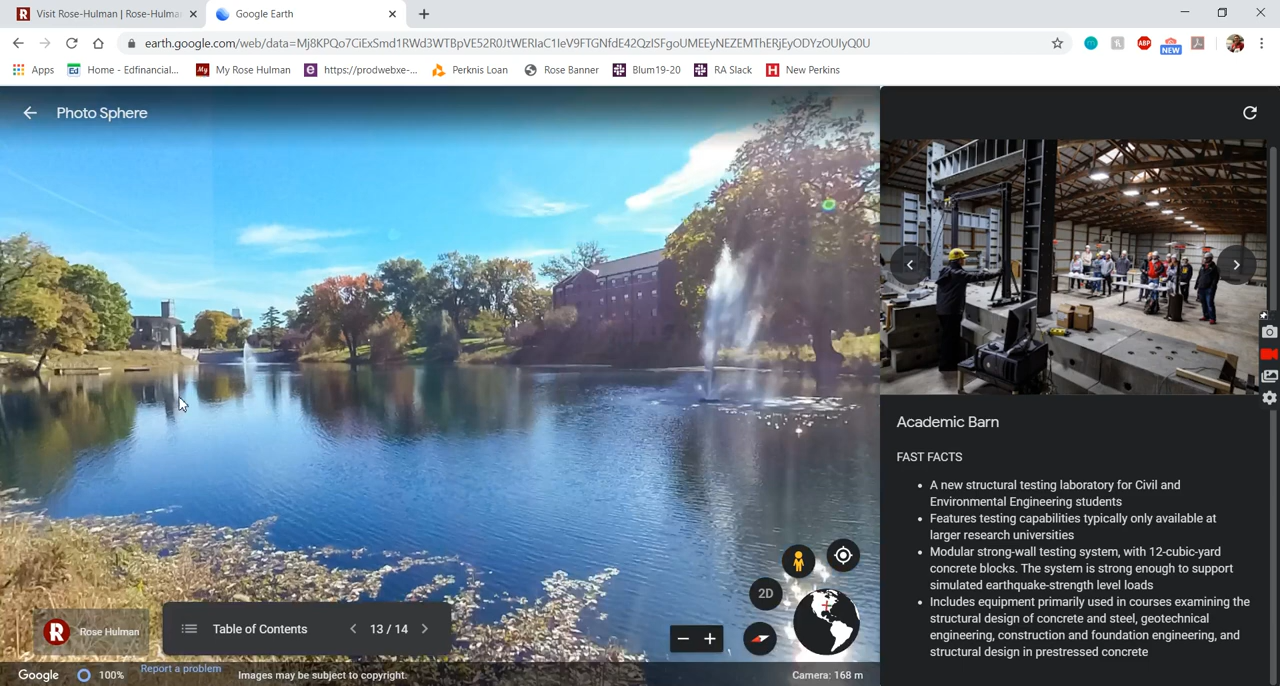 Visit Rose-Hulman | Rose-Hulma
Google Earth
earth.google.com/web/data=Mj8KPQo7CiExSmd1RWd3WTBpVE52R0JtWERIaC1IeV9FTGNfdE42QzISFgoUMEEyNEZEMThERjEyODYzOUIyQ0U
ABP
NEW
Apps
Ed Home - Edfinancial...
My My Rose Hulman
e https://prodwebxe-...
Perknis Loan
Rose Banner
Blum19-20
RA Slack
H New Perkins
Photo Sphere
Academic Barn
FAST FACTS
A new structural testing laboratory for Civil and
Environmental Engineering students
Features testing capabilities typically only available at
larger research universities
Modular strong-wall testing system, with 12-cubic-yard
concrete blocks. The system is strong enough to support
simulated earthquake-strength level loads
Includes equipment primarily used in courses examining the
structural design of concrete and steel, geotechnical
engineering, construction and foundation engineering, and
structural design in prestressed concrete
2D
R Rose Hulman
Table of Contents
13 / 14
Google
100%
Report a problem
Images may be subject to copyright.
Camera: 168 m